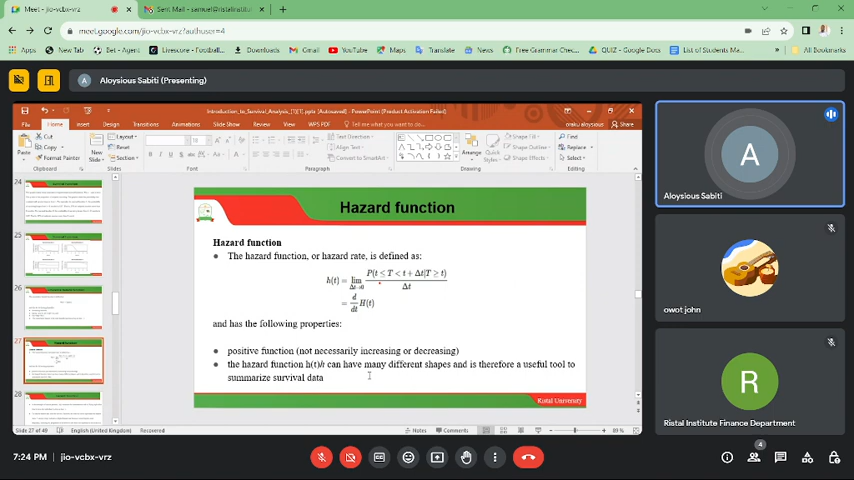 Meet - jio-vcbx-vrz
Sent Mail - samuel@ristalinstitut
meet.google.com/jio-vcbx-vrz?authuser=4
Apps New Tab Bet - Agent Livescore - Football... Downloads Gmail YouTube Maps Translate News Free Grammar Chec... QUIZ - Google Docs List of Students Ma... All Bookmarks
Aloysious Sabiti (Presenting)
Introduction_to_Survival_Analysis_[1][1].pptx (Autosaved) - PowerPoint (Product Activation Failed)
File Home Insert Design Transitions Animations Slide Show Review View WPS PDF Tell me what you want to do... Share
Cut
Copy
Format Painter
Paste
New Slide
Layout
Reset
Section
Text Direction
Align Text
Convert to SmartArt
Arrange
Quick Styles
Shape Fill
Shape Outline
Shape Effects
Find
Replace
Select
Clipboard Slides Font Paragraph Drawing Editing
24
25
26
27
28
Hazard function
Hazard function
The hazard function, or hazard rate, is defined as:
h(t) = lim Δt→0 P(t ≤ T < t + Δt|T ≥ t) / Δt
= d/dt H(t)
and has the following properties:
positive function (not necessarily increasing or decreasing)
the hazard function h(t)h can have many different shapes and is therefore a useful tool to
summarize survival data
Ristal University
Slide 27 of 49 English (United Kingdom) Recovered Notes Comments 89%
A
Aloysious Sabiti
owot john
R
Ristal Institute Finance Department
7:24 PM jio-vcbx-vrz
4